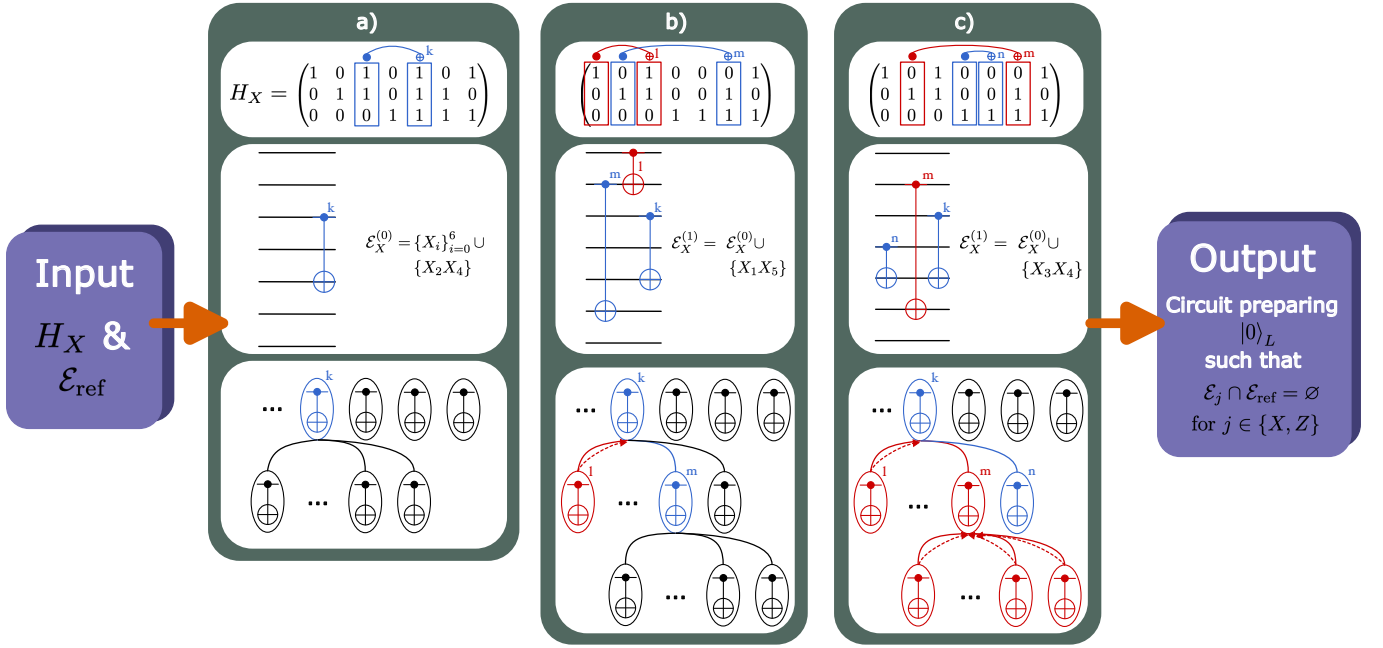 Input
H_X &
ℰ_ref
a)
k
H_X = ( 1 0 1 0 1 0 1
0 1 1 0 1 1 0
0 0 0 1 1 1 1 )
k
ℰ_X^{(0)} = {X_i}_{i=0}^6 ∪
{X_2X_4}
k
...
...
b)
l m
( 1 0 1 0 0 0 1
0 1 1 0 0 1 0
0 0 0 1 1 1 1 )
l
m
k
ℰ_X^{(1)} = ℰ_X^{(0)} ∪
{X_1X_5}
k
...
l m
...
...
c)
n m
( 1 0 1 0 0 0 1
0 1 1 0 0 1 0
0 0 0 1 1 1 1 )
m
k
n
ℰ_X^{(1)} = ℰ_X^{(0)} ∪
{X_3X_4}
k
...
l m n
...
...
Output
Circuit preparing
|0⟩_L
such that
ℰ_j ∩ ℰ_ref = ∅
for j ∈ {X, Z}